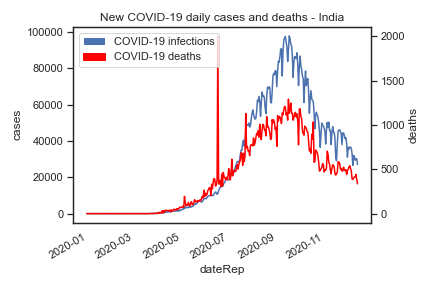 New COVID-19 daily cases and deaths - India
COVID-19 infections
COVID-19 deaths
100000
80000
60000
40000
20000
0
cases
2000
1500
1000
500
0
deaths
2020-01
2020-03
2020-05
2020-07
2020-09
2020-11
dateRep